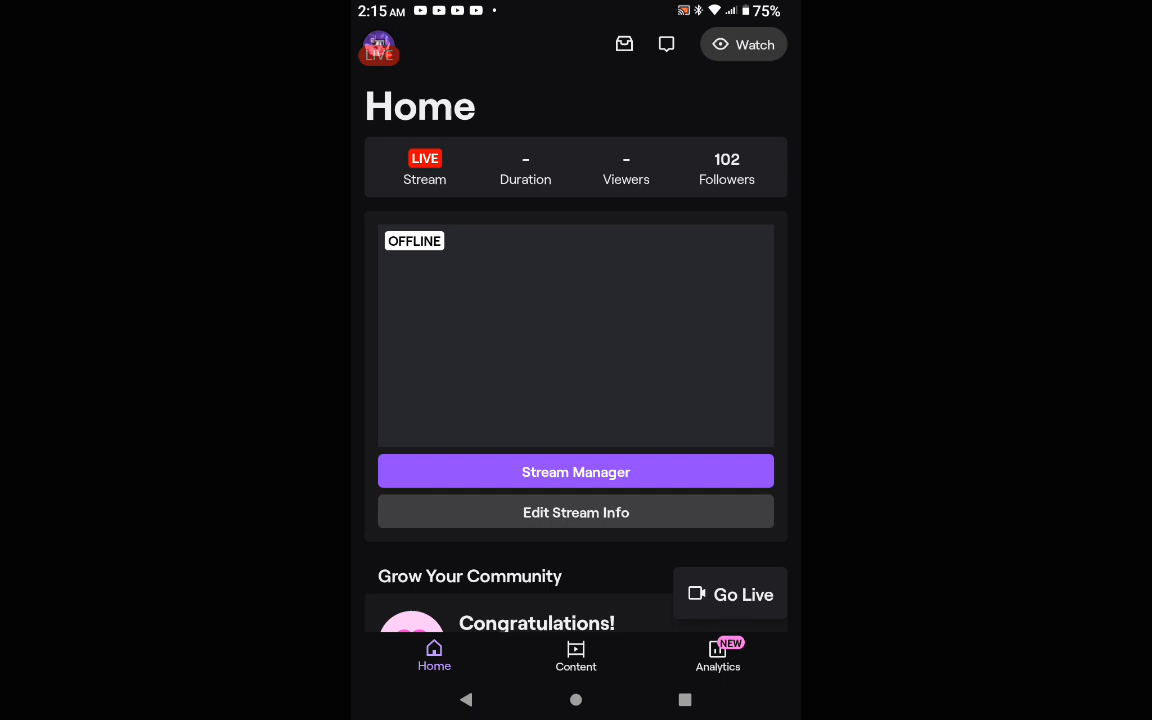 2:15 AM 75%
LIVE
Watch
Home
LIVE - - 102
Stream Duration Viewers Followers
OFFLINE
Stream Manager
Edit Stream Info
Grow Your Community
Go Live
Congratulations!
NEW
Home Content Analytics